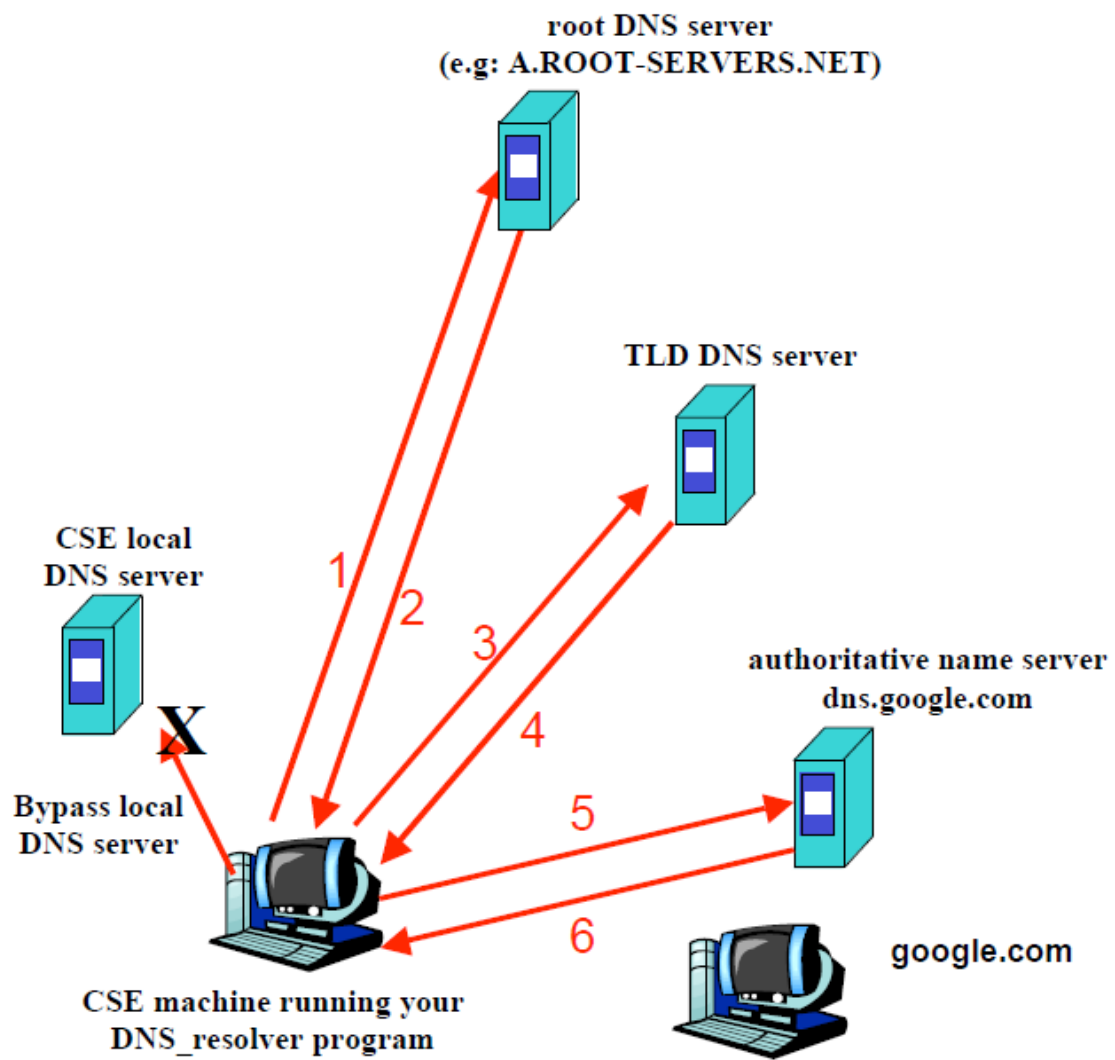 root DNS server
(e.g: A.ROOT-SERVERS.NET)
TLD DNS server
CSE local
DNS server
1
2
3
authoritative name server
dns.google.com
4
X
Bypass local
DNS server
5
6
google.com
CSE machine running your
DNS_resolver program